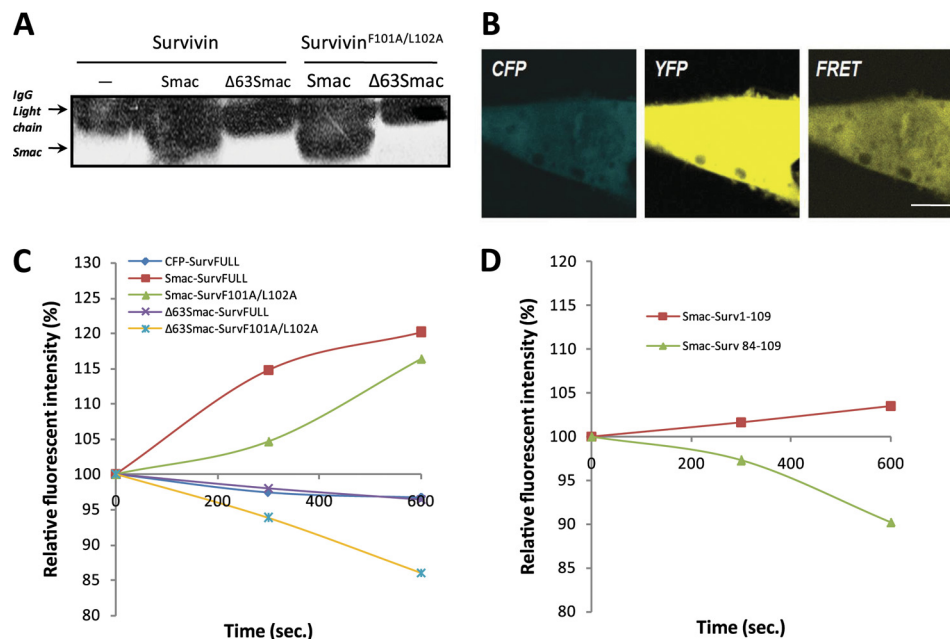 A
Survivin
Survivin^F101A/L102A
— Smac Δ63Smac Smac Δ63Smac
IgG
Light
chain
Smac
B
CFP
YFP
FRET
C
130
125
120
115
110
105
100
95
90
85
80
0
200
400
600
CFP-SurvFULL
Smac-SurvFULL
Smac-SurvF101A/L102A
Δ63Smac-SurvFULL
Δ63Smac-SurvF101A/L102A
Relative fluorescent intensity (%)
Time (sec.)
D
120
115
110
105
100
95
90
85
80
0
200
400
600
Smac-Surv1-109
Smac-Surv 84-109
Relative fluorescent intensity (%)
Time (sec.)